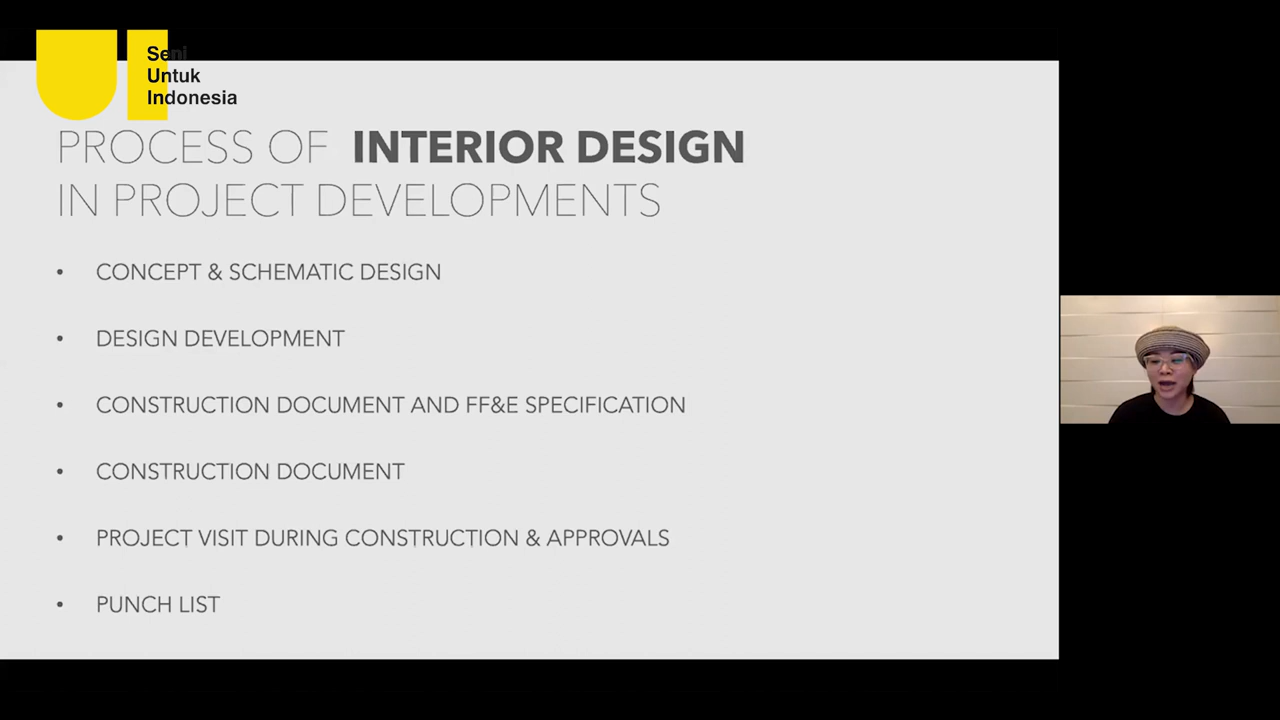 Seni
Untuk
Indonesia
PROCESS OF INTERIOR DESIGN
IN PROJECT DEVELOPMENTS
• CONCEPT & SCHEMATIC DESIGN
• DESIGN DEVELOPMENT
• CONSTRUCTION DOCUMENT AND FF&E SPECIFICATION
• CONSTRUCTION DOCUMENT
• PROJECT VISIT DURING CONSTRUCTION & APPROVALS
• PUNCH LIST